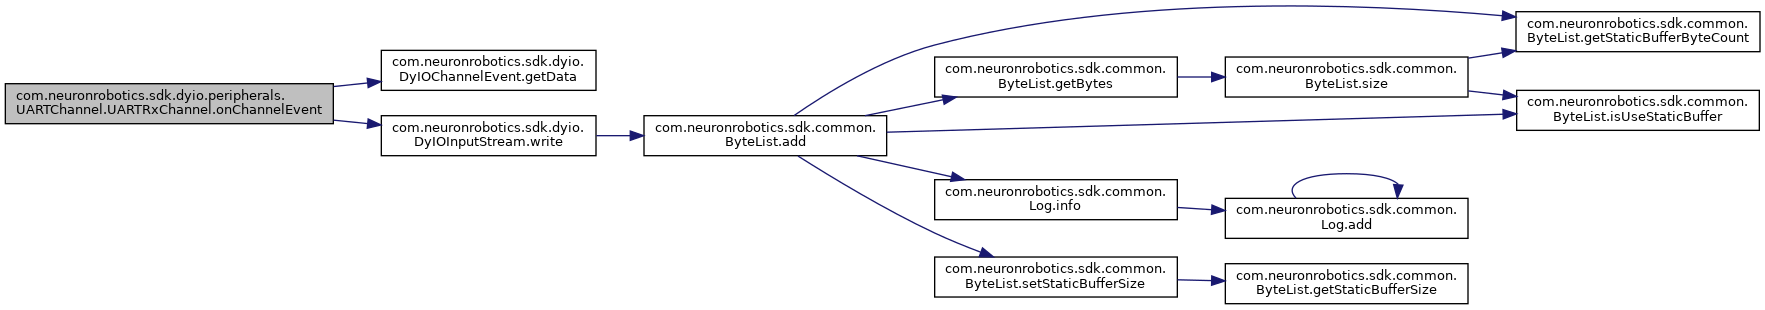 com.neuronrobotics.sdk.dyio.peripherals.
UARTChannel.UARTRxChannel.onChannelEvent
com.neuronrobotics.sdk.dyio.
DyIOChannelEvent.getData
com.neuronrobotics.sdk.dyio.
DyIOInputStream.write
com.neuronrobotics.sdk.common.
ByteList.add
com.neuronrobotics.sdk.common.
ByteList.getBytes
com.neuronrobotics.sdk.common.
Log.info
com.neuronrobotics.sdk.common.
ByteList.setStaticBufferSize
com.neuronrobotics.sdk.common.
ByteList.size
com.neuronrobotics.sdk.common.
Log.add
com.neuronrobotics.sdk.common.
ByteList.getStaticBufferSize
com.neuronrobotics.sdk.common.
ByteList.getStaticBufferByteCount
com.neuronrobotics.sdk.common.
ByteList.isUseStaticBuffer